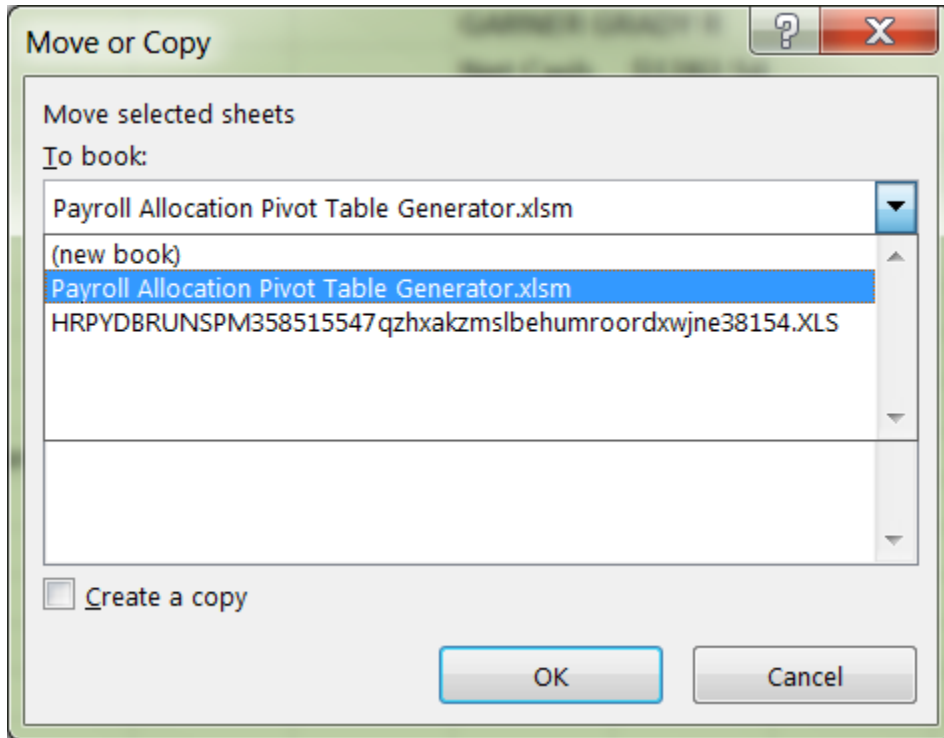 Move or Copy
Move selected sheets
To book:
Payroll Allocation Pivot Table Generator.xlsm
(new book)
Payroll Allocation Pivot Table Generator.xlsm
HRPYDBRUNSPM358515547qzhxakzmslbehumroordxwjne38154.XLS
Create a copy
OK
Cancel